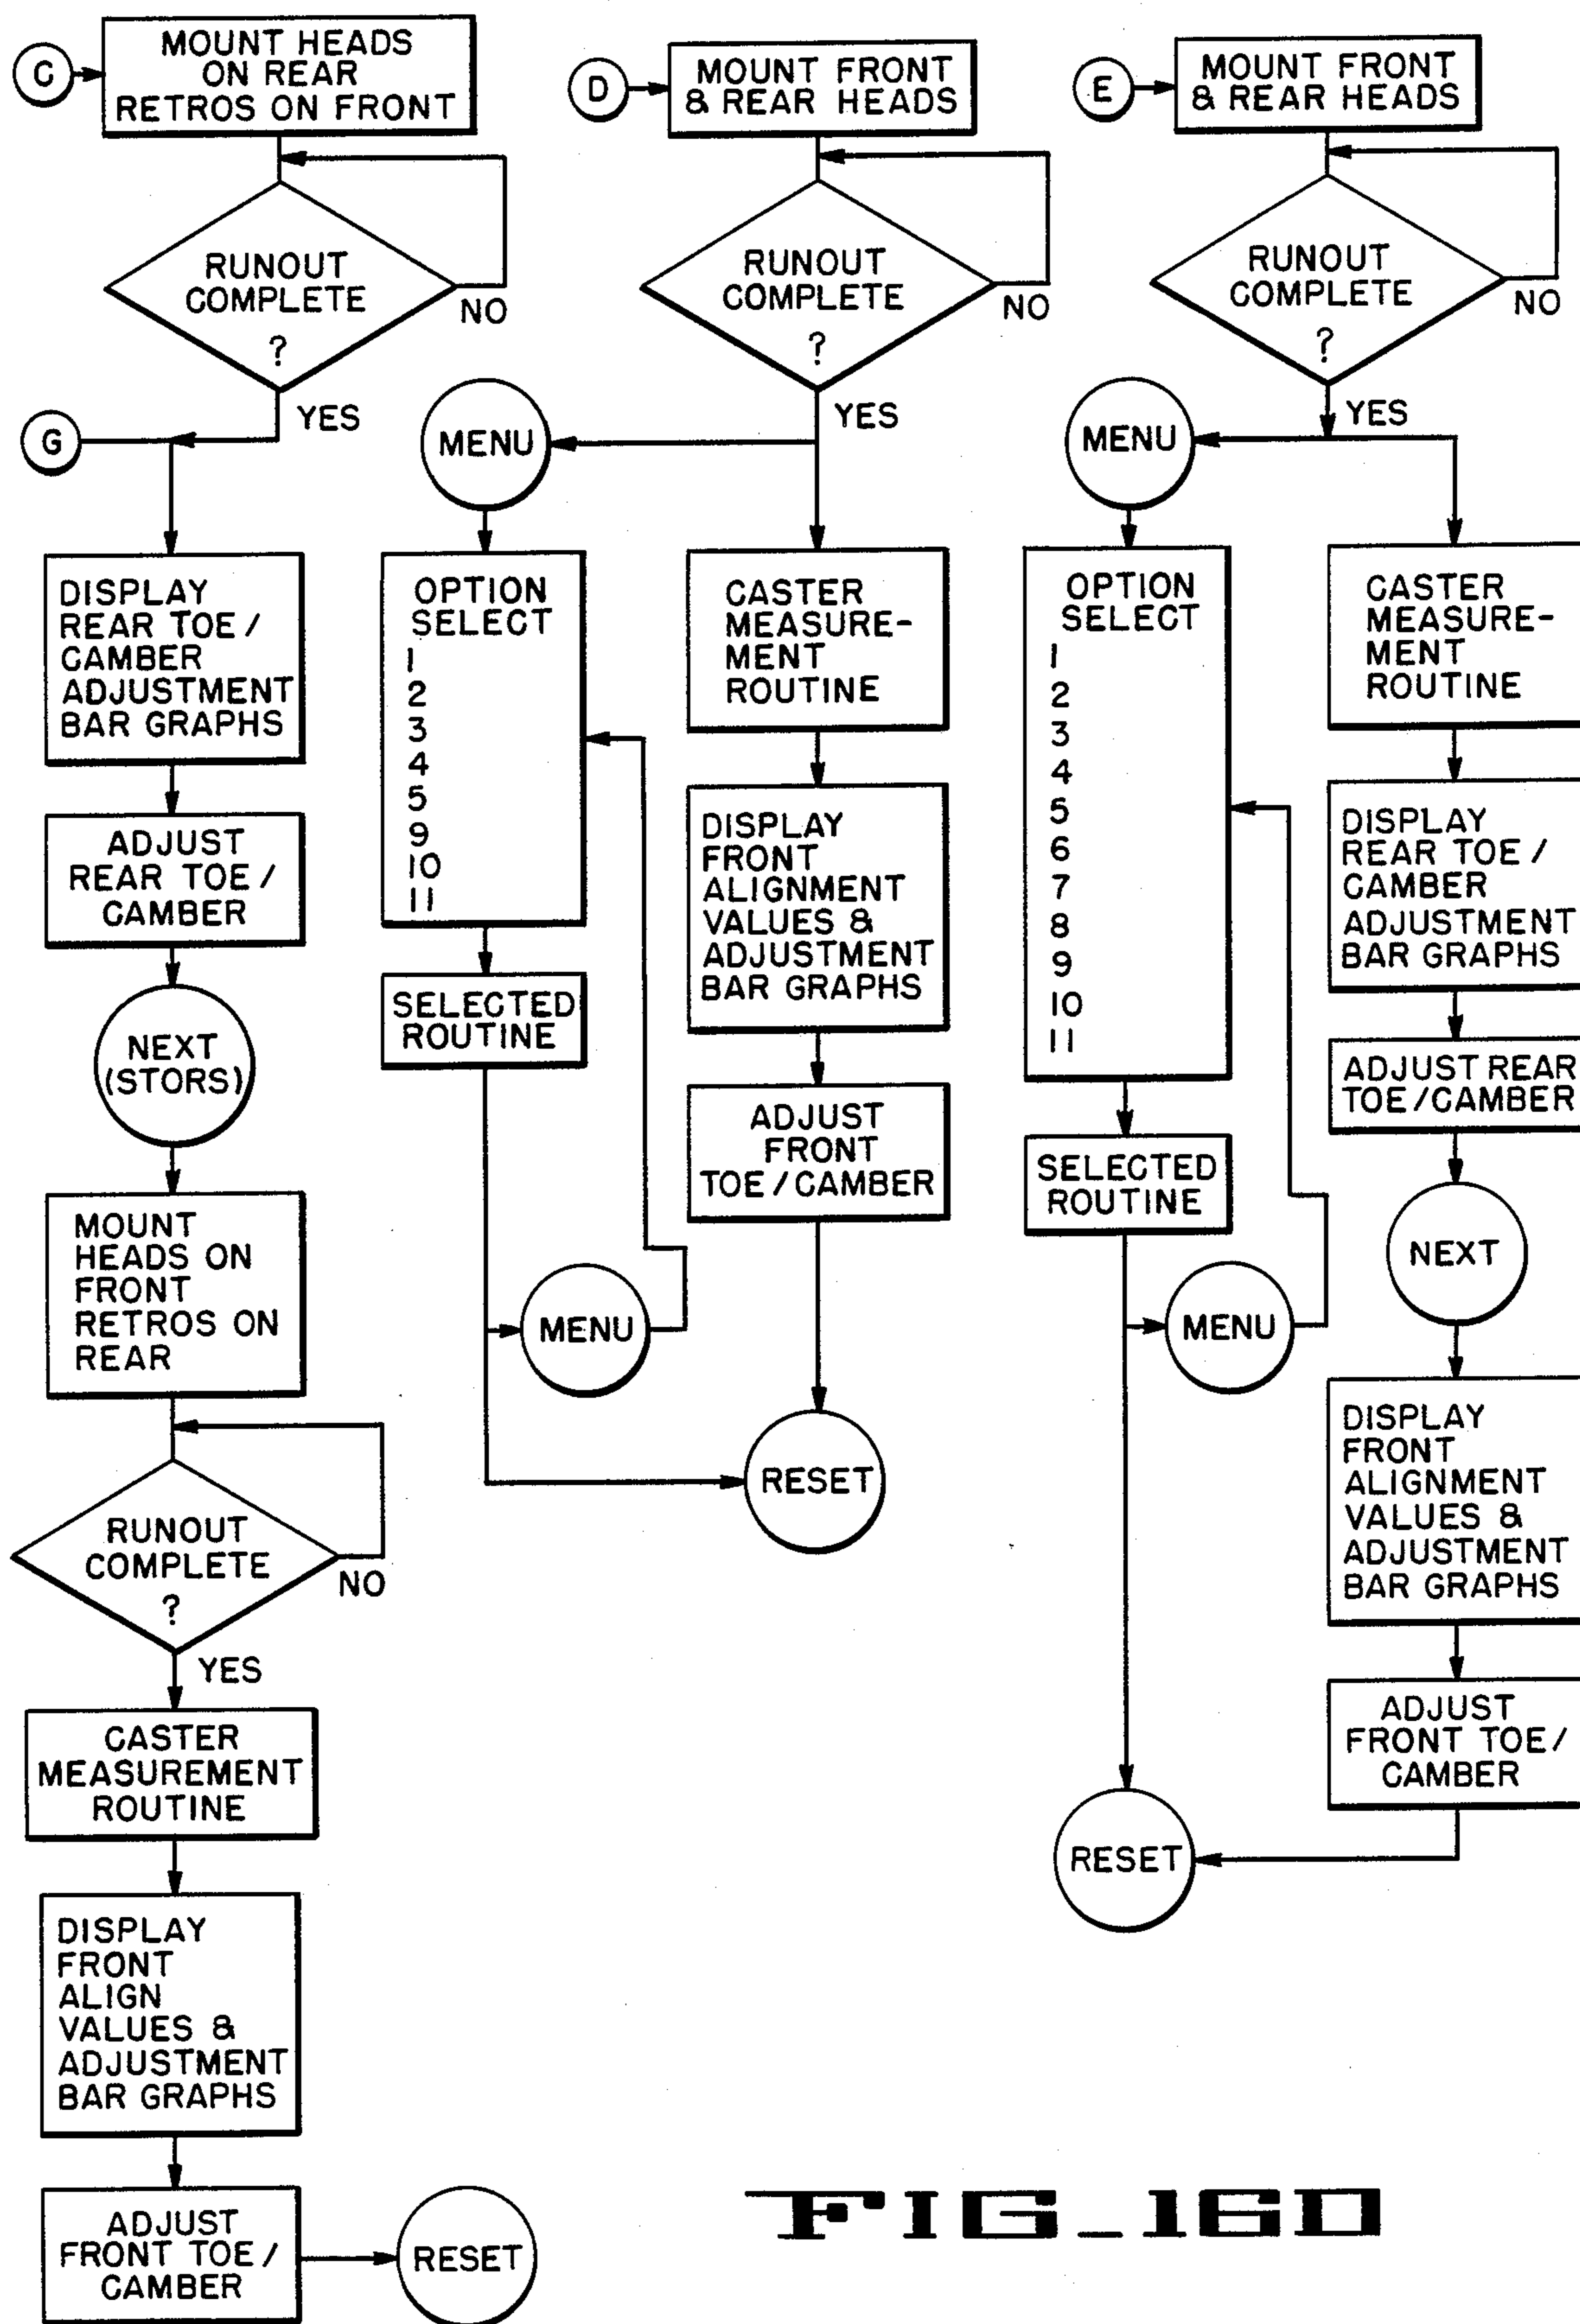 C
MOUNT HEADS
ON REAR
RETROS ON FRONT
RUNOUT
COMPLETE
?
NO
YES
G
DISPLAY
REAR TOE /
CAMBER
ADJUSTMENT
BAR GRAPHS
ADJUST
REAR TOE /
CAMBER
NEXT
(STORS)
MOUNT
HEADS ON
FRONT
RETROS ON
REAR
RUNOUT
COMPLETE
?
NO
YES
CASTER
MEASUREMENT
ROUTINE
DISPLAY
FRONT
ALIGN
VALUES &
ADJUSTMENT
BAR GRAPHS
ADJUST
FRONT TOE /
CAMBER
RESET
D
MOUNT FRONT
& REAR HEADS
RUNOUT
COMPLETE
?
NO
YES
MENU
OPTION
SELECT
1
2
3
4
5
9
10
11
SELECTED
ROUTINE
MENU
CASTER
MEASURE-
MENT
ROUTINE
DISPLAY
FRONT
ALIGNMENT
VALUES &
ADJUSTMENT
BAR GRAPHS
ADJUST
FRONT
TOE / CAMBER
RESET
E
MOUNT FRONT
& REAR HEADS
RUNOUT
COMPLETE
?
NO
YES
MENU
OPTION
SELECT
1
2
3
4
5
6
7
8
9
10
11
SELECTED
ROUTINE
MENU
CASTER
MEASURE-
MENT
ROUTINE
DISPLAY
REAR TOE /
CAMBER
ADJUSTMENT
BAR GRAPHS
ADJUST REAR
TOE / CAMBER
NEXT
DISPLAY
FRONT
ALIGNMENT
VALUES &
ADJUSTMENT
BAR GRAPHS
ADJUST
FRONT TOE /
CAMBER
RESET
FIG_16D